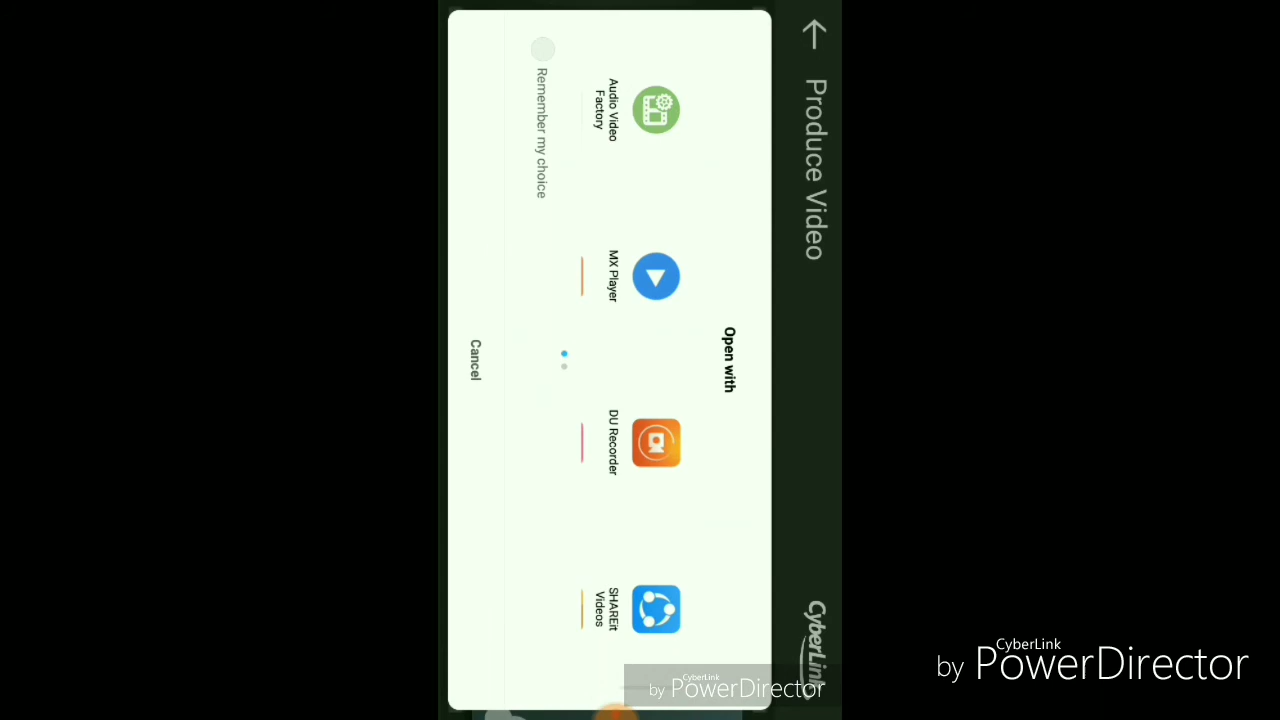 Produce Video
CyberLink
Open with
Audio Video
Factory
MX Player
DU Recorder
SHAREit
Videos
Remember my choice
Cancel
CyberLink
by PowerDirector
CyberLink
by PowerDirector